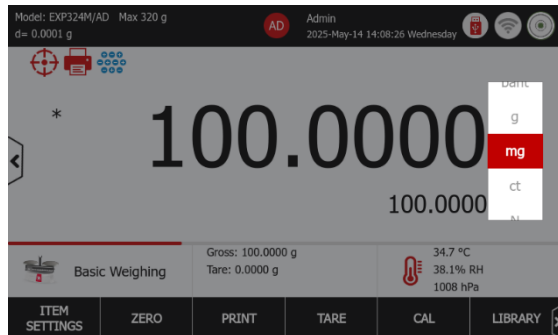 Model: EXP324M/AD Max 320 g
d= 0.0001 g
AD
Admin
2025-May-14 14:08:26 Wednesday
*
100.0000
g
mg
ct
N
100.0000
Basic Weighing
Gross: 100.0000 g
Tare: 0.0000 g
34.7 °C
38.1% RH
1008 hPa
ITEM SETTINGS
ZERO
PRINT
TARE
CAL
LIBRARY